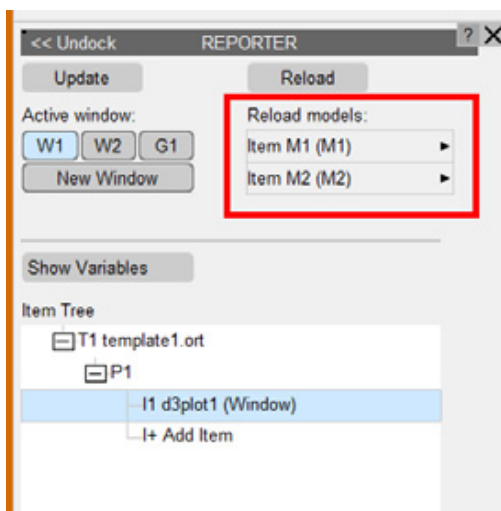 << Undock REPORTER ? X
Update Reload
Active window: Reload models:
W1 W2 G1 Item M1 (M1)
New Window Item M2 (M2)
Show Variables
Item Tree
T1 template1.ort
P1
I1 d3plot1 (Window)
I+ Add Item